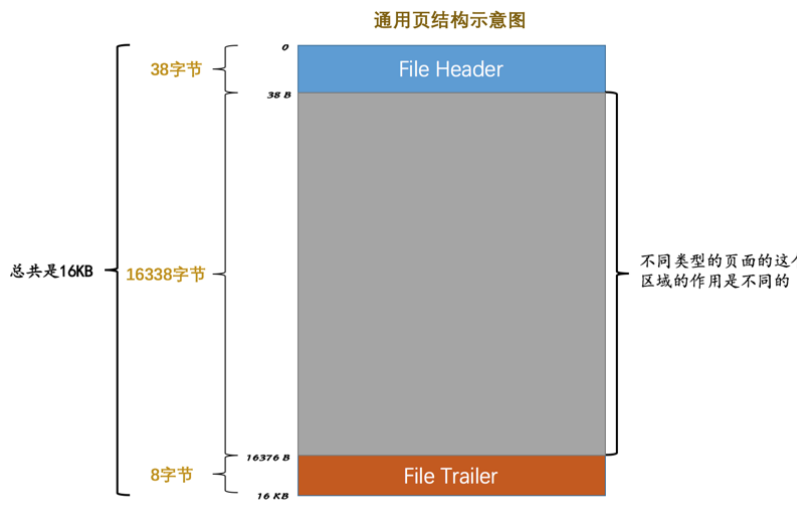 通用页结构示意图
0
38字节
File Header
38 B
总共是16KB
16338字节
不同类型的页面的这个
区域的作用是不同的
16376 B
8字节
File Trailer
16 KB